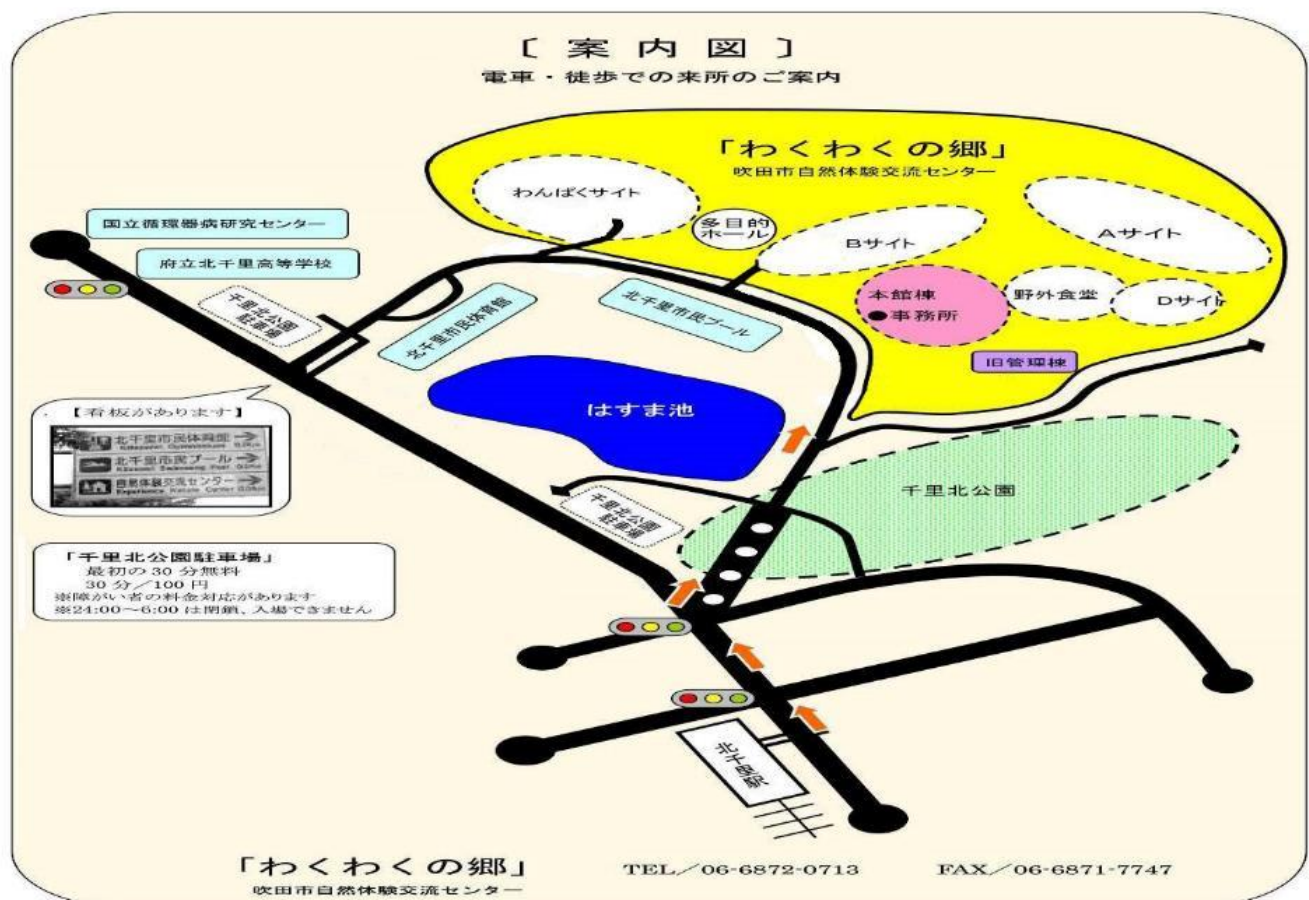 〔 案 内 図 〕
電車・徒歩での来所のご案内
「わくわくの郷」
吹田市自然体験交流センター
わんぱくサイト
多目的
ホール
Bサイト
Aサイト
国立循環器病研究センター
府立北千里高等学校
千里北公園
駐車場
北千里市民体育館
北千里市民プール
本館棟
●事務所
野外食堂
Dサイト
旧管理棟
はすま池
【看板があります】
北千里市民体育館
北千里市民プール
自然体験交流センター
千里北公園
千里北公園
駐車場
「千里北公園駐車場」
最初の30分無料
30分/100円
※障がい者の料金対応があります
※24:00~6:00は閉鎖、入場できません
北千里駅
「わくわくの郷」
吹田市自然体験交流センター
TEL/06-6872-0713
FAX/06-6871-7747